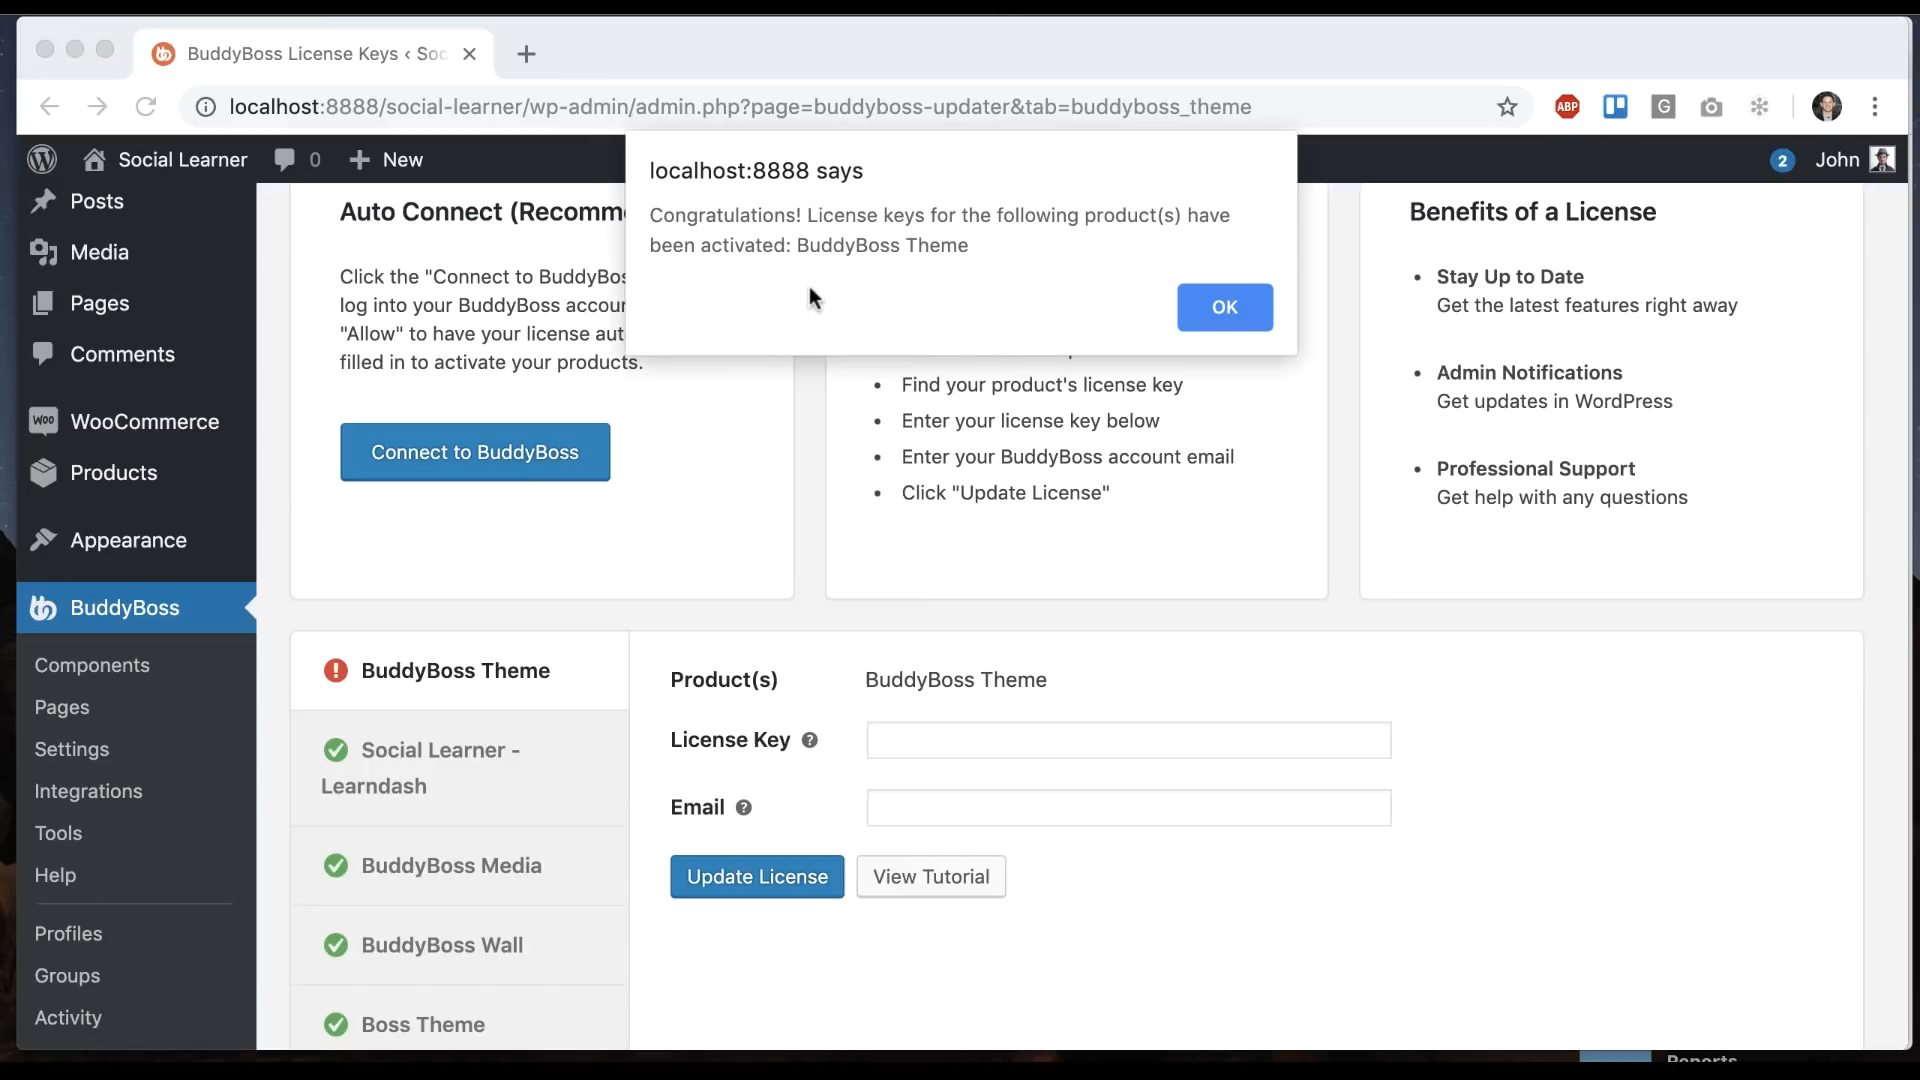 BuddyBoss License Keys ‹ Soc
localhost:8888/social-learner/wp-admin/admin.php?page=buddyboss-updater&tab=buddyboss_theme
ABP
G
Social Learner
0
New
2
John
localhost:8888 says
Congratulations! License keys for the following product(s) have
been activated: BuddyBoss Theme
OK
Posts
Media
Pages
Comments
WOO
WooCommerce
Products
Appearance
BuddyBoss
Components
Pages
Settings
Integrations
Tools
Help
Profiles
Groups
Activity
Auto Connect (Recomm
Click the "Connect to BuddyBos
log into your BuddyBoss accou
"Allow" to have your license aut
filled in to activate your products.
Connect to BuddyBoss
Find your product's license key
Enter your license key below
Enter your BuddyBoss account email
Click "Update License"
Benefits of a License
Stay Up to Date
Get the latest features right away
Admin Notifications
Get updates in WordPress
Professional Support
Get help with any questions
BuddyBoss Theme
Social Learner -
Learndash
BuddyBoss Media
BuddyBoss Wall
Boss Theme
Product(s)
BuddyBoss Theme
License Key
Email
Update License
View Tutorial
Reports